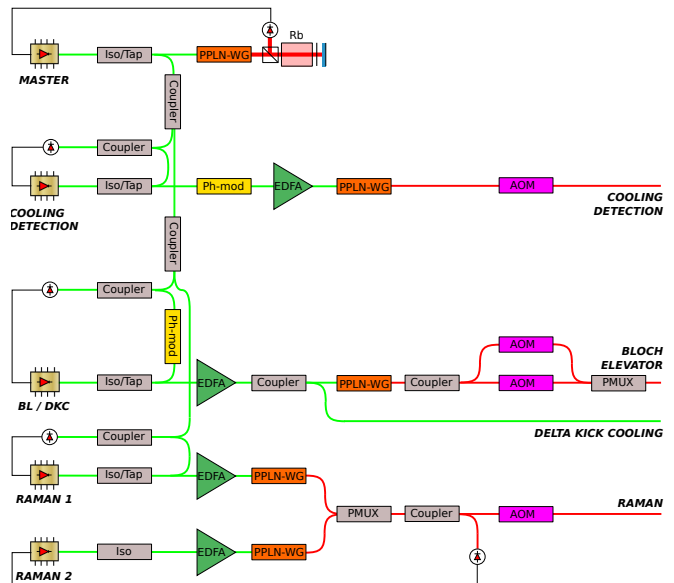 Rb
Iso/Tap
PPLN-WG
MASTER
Coupler
Coupler
Iso/Tap
Ph-mod
EDFA
PPLN-WG
AOM
COOLING
DETECTION
COOLING
DETECTION
Coupler
Coupler
Ph-mod
AOM
BLOCH
ELEVATOR
Iso/Tap
EDFA
Coupler
PPLN-WG
Coupler
AOM
PMUX
BL / DKC
DELTA KICK COOLING
Coupler
Iso/Tap
EDFA
PPLN-WG
RAMAN 1
PMUX
Coupler
AOM
RAMAN
Iso
EDFA
PPLN-WG
RAMAN 2